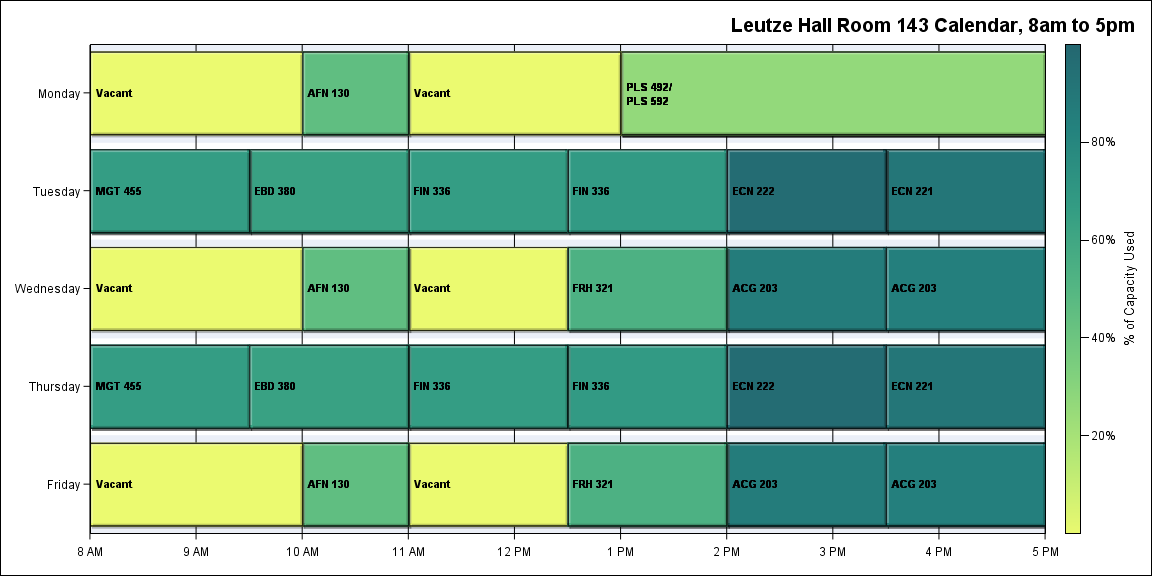 Leutze Hall Room 143 Calendar, 8am to 5pm
Monday
Vacant
AFN 130
Vacant
PLS 492/
PLS 592
Tuesday
MGT 455
EBD 380
FIN 336
FIN 336
ECN 222
ECN 221
Wednesday
Vacant
AFN 130
Vacant
FRH 321
ACG 203
ACG 203
Thursday
MGT 455
EBD 380
FIN 336
FIN 336
ECN 222
ECN 221
Friday
Vacant
AFN 130
Vacant
FRH 321
ACG 203
ACG 203
8 AM
9 AM
10 AM
11 AM
12 PM
1 PM
2 PM
3 PM
4 PM
5 PM
80%
60%
40%
20%
% of Capacity Used